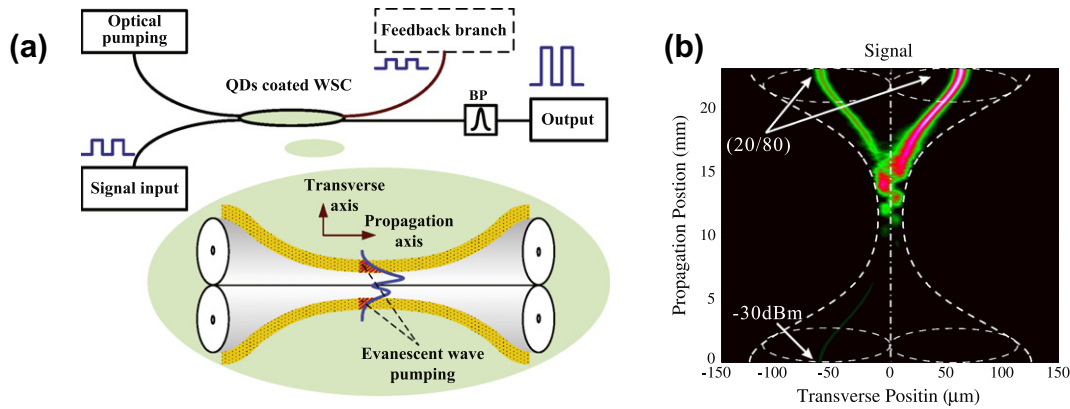 (a)
Optical
pumping
Feedback branch
QDs coated WSC
BP
Output
Signal input
Transverse
axis
Propagation
axis
Evanescent wave
pumping
(b)
Signal
20
15
10
5
0
Propagation Postion (mm)
(20/80)
-30dBm
-150 -100 -50 0 50 100 150
Transverse Positin (μm)